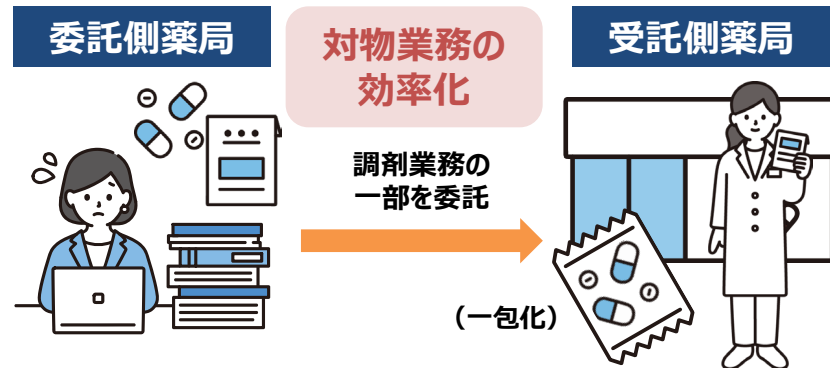 委託側薬局
対物業務の
効率化
受託側薬局
調剤業務の
一部を委託
（一包化）